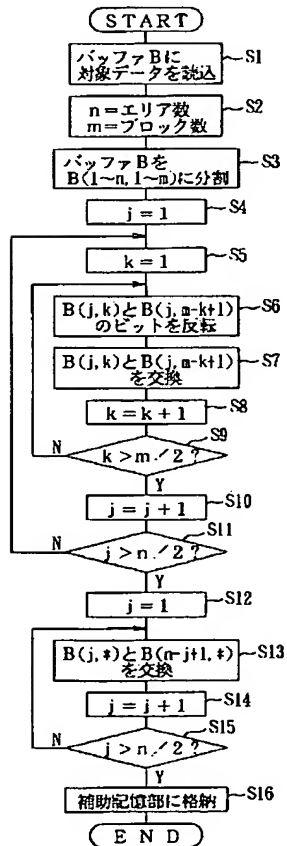 START
バッファBに
対象データを読込
S1
n=エリア数
m=ブロック数
S2
バッファBを
B(1~n,1~m)に分割
S3
j=1
S4
k=1
S5
B(j,k)とB(j,m-k+1)
のビットを反転
S6
B(j,k)とB(j,m-k+1)
を交換
S7
k=k+1
S8
k>m/2?
S9
N
Y
j=j+1
S10
j>n/2?
S11
N
Y
j=1
S12
B(j,*)とB(n-j+1,*)
を交換
S13
j=j+1
S14
j>n/2?
S15
N
Y
補助記憶部に格納
S16
END